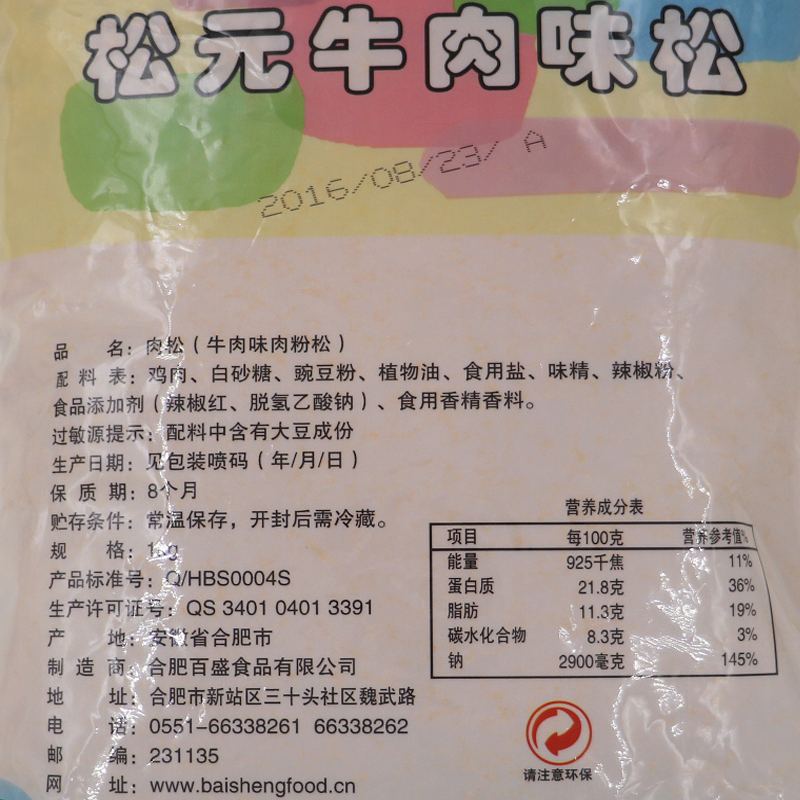 松元牛肉味松
2016/08/23/ A
品 名：肉松（牛肉味肉粉松）
配 料 表：鸡肉、白砂糖、豌豆粉、植物油、食用盐、味精、辣椒粉、
食品添加剂（辣椒红、脱氢乙酸钠）、食用香精香料。
过敏源提示：配料中含有大豆成份
生产日期：见包装喷码（年/月/日）
保 质 期：8个月
贮存条件：常温保存，开封后需冷藏。
规 格：
产品标准号：Q/HBS0004S
生产许可证号：QS 3401 0401 3391
产 地：安徽省合肥市
制 造 商：合肥百盛食品有限公司
地 址：合肥市新站区三十头社区魏武路
电 话：0551-66338261 66338262
邮 编：231135
网 址：www.baishengfood.cn
营养成分表
项目 每100克 营养参考值%
能量 925千焦 11%
蛋白质 21.8克 36%
脂肪 11.3克 19%
碳水化合物 8.3克 3%
钠 2900毫克 145%
请注意环保